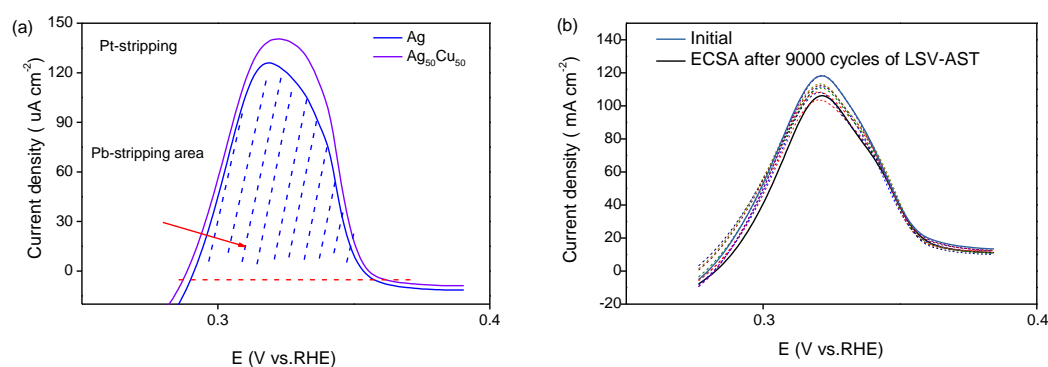 (a)
Pt-stripping
Ag
Ag₅₀Cu₅₀
Pb-stripping area
Current density ( uA cm⁻²)
150
120
90
60
30
0
0.3
0.4
E (V vs.RHE)
(b)
Initial
ECSA after 9000 cycles of LSV-AST
Current density ( mA cm⁻²)
140
120
100
80
60
40
20
0
-20
0.3
0.4
E (V vs.RHE)